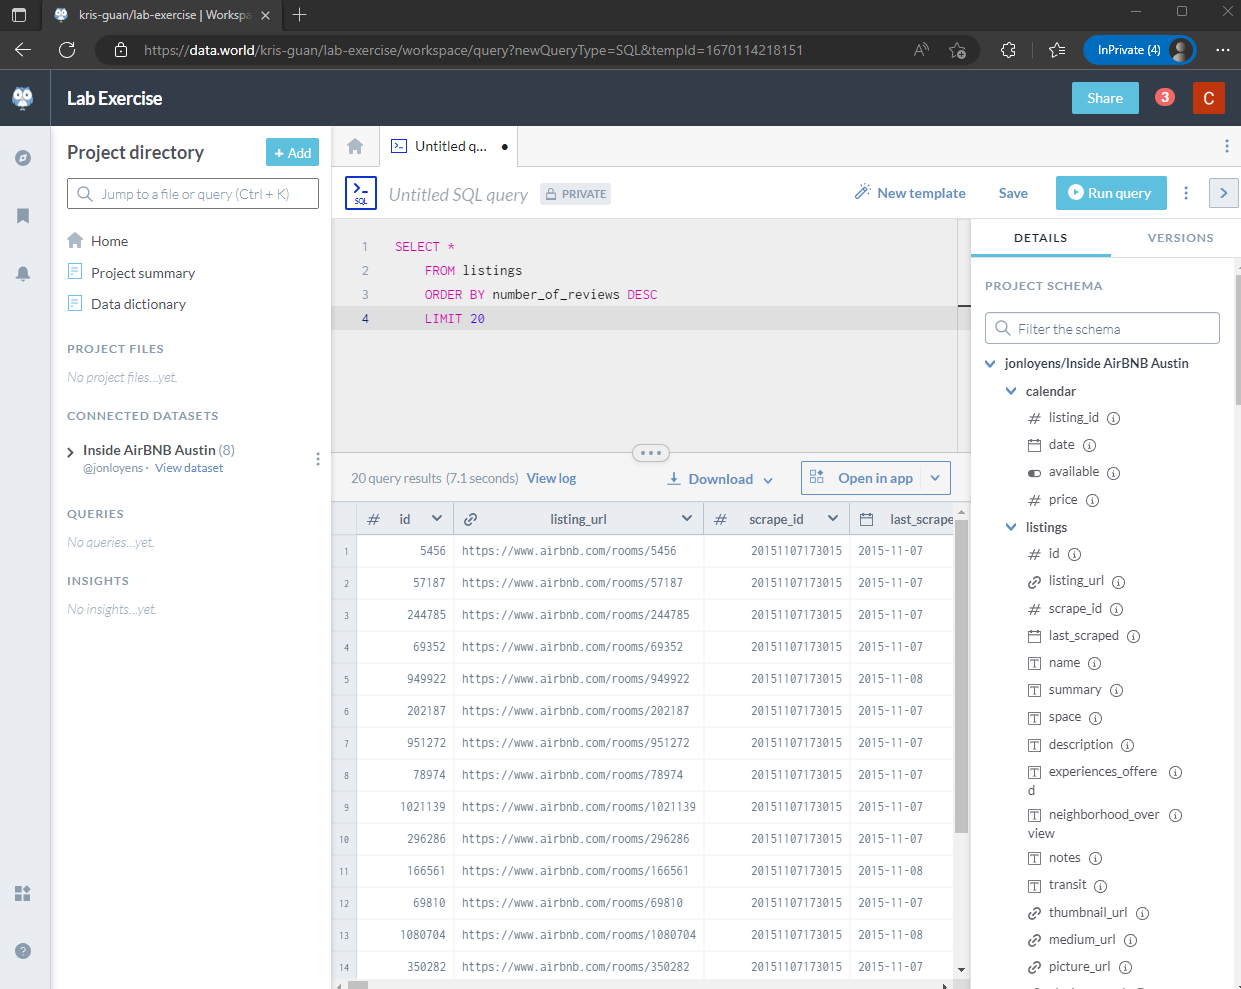 kris-guan/lab-exercise | Workspa
https://data.world/kris-guan/lab-exercise/workspace/query?newQueryType=SQL&tempId=1670114218151
InPrivate (4)
Lab Exercise
Share
3
C
Project directory
+ Add
Jump to a file or query (Ctrl + K)
Home
Project summary
Data dictionary
PROJECT FILES
No project files...yet.
CONNECTED DATASETS
Inside AirBNB Austin (8)
@jonloyens · View dataset
QUERIES
No queries...yet.
INSIGHTS
No insights...yet.
Untitled q... •
SQL
Untitled SQL query
PRIVATE
New template
Save
Run query
1 SELECT *
2 FROM listings
3 ORDER BY number_of_reviews DESC
4 LIMIT 20
20 query results (7.1 seconds) View log
Download
Open in app
# id listing_url # scrape_id last_scrape
1 5456 https://www.airbnb.com/rooms/5456 20151107173015 2015-11-07
2 57187 https://www.airbnb.com/rooms/57187 20151107173015 2015-11-07
3 244785 https://www.airbnb.com/rooms/244785 20151107173015 2015-11-07
4 69352 https://www.airbnb.com/rooms/69352 20151107173015 2015-11-07
5 949922 https://www.airbnb.com/rooms/949922 20151107173015 2015-11-08
6 202187 https://www.airbnb.com/rooms/202187 20151107173015 2015-11-07
7 951272 https://www.airbnb.com/rooms/951272 20151107173015 2015-11-07
8 78974 https://www.airbnb.com/rooms/78974 20151107173015 2015-11-07
9 1021139 https://www.airbnb.com/rooms/1021139 20151107173015 2015-11-07
10 296286 https://www.airbnb.com/rooms/296286 20151107173015 2015-11-07
11 166561 https://www.airbnb.com/rooms/166561 20151107173015 2015-11-08
12 69810 https://www.airbnb.com/rooms/69810 20151107173015 2015-11-07
13 1080704 https://www.airbnb.com/rooms/1080704 20151107173015 2015-11-08
14 350282 https://www.airbnb.com/rooms/350282 20151107173015 2015-11-07
DETAILS
VERSIONS
PROJECT SCHEMA
Filter the schema
jonloyens/Inside AirBNB Austin
calendar
# listing_id
date
available
# price
listings
# id
listing_url
# scrape_id
last_scraped
T name
T summary
T space
T description
T experiences_offere
d
T neighborhood_over
view
T notes
T transit
thumbnail_url
medium_url
picture_url